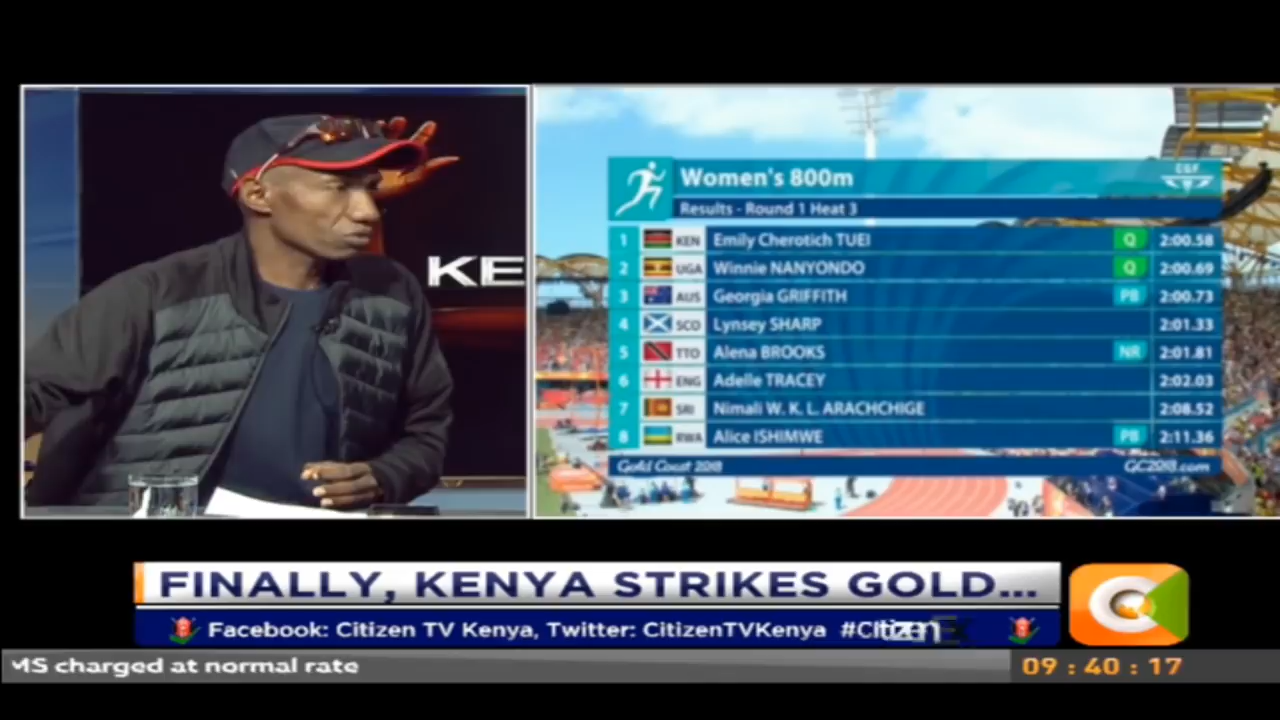 KE
Women's 800m
CGF
Results - Round 1 Heat 3
1 KEN Emily Cherotich TUEI Q 2:00.58
2 UGA Winnie NANYONDO Q 2:00.69
3 AUS Georgia GRIFFITH PB 2:00.73
4 SCO Lynsey SHARP 2:01.33
5 TTO Alena BROOKS NR 2:01.81
6 ENG Adelle TRACEY 2:02.03
7 SRI Nimali W. K. L. ARACHCHIGE 2:08.52
8 RWA Alice ISHIMWE PB 2:11.36
Gold Coast 2018 GC2018.com
FINALLY, KENYA STRIKES GOLD...
Facebook: Citizen TV Kenya, Twitter: CitizenTVKenya
MS charged at normal rate 09:40:17